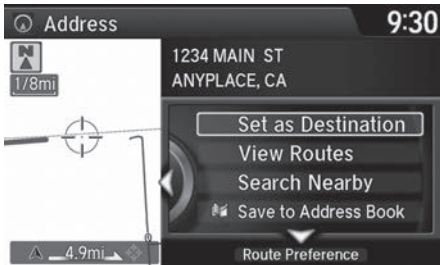 Address
9:30
N
1/8mi
1234 MAIN ST
ANYPLACE, CA
Set as Destination
View Routes
Search Nearby
Save to Address Book
4.9mi
Route Preference